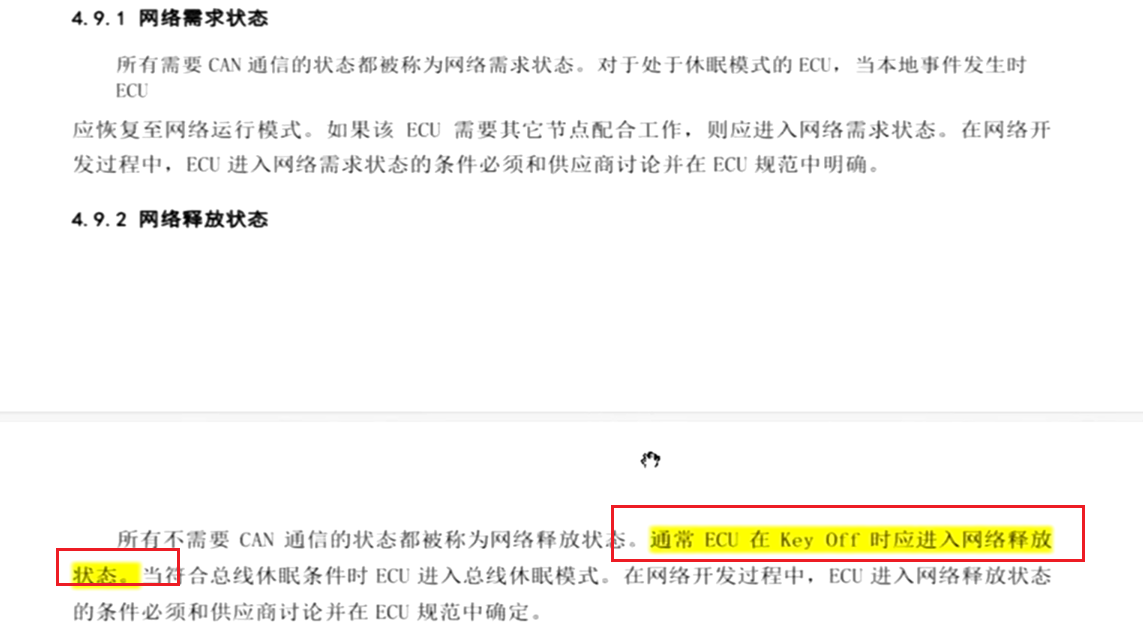 4.9.1 网络需求状态
所有需要 CAN 通信的状态都被称为网络需求状态。对于处于休眠模式的 ECU，当本地事件发生时
ECU
应恢复至网络运行模式。如果该 ECU 需要其它节点配合工作，则应进入网络需求状态。在网络开
发过程中，ECU 进入网络需求状态的条件必须和供应商讨论并在 ECU 规范中明确。
4.9.2 网络释放状态
所有不需要 CAN 通信的状态都被称为网络释放状态。通常 ECU 在 Key Off 时应进入网络释放
状态。当符合总线休眠条件时 ECU 进入总线休眠模式。在网络开发过程中，ECU 进入网络释放状态
的条件必须和供应商讨论并在 ECU 规范中确定。